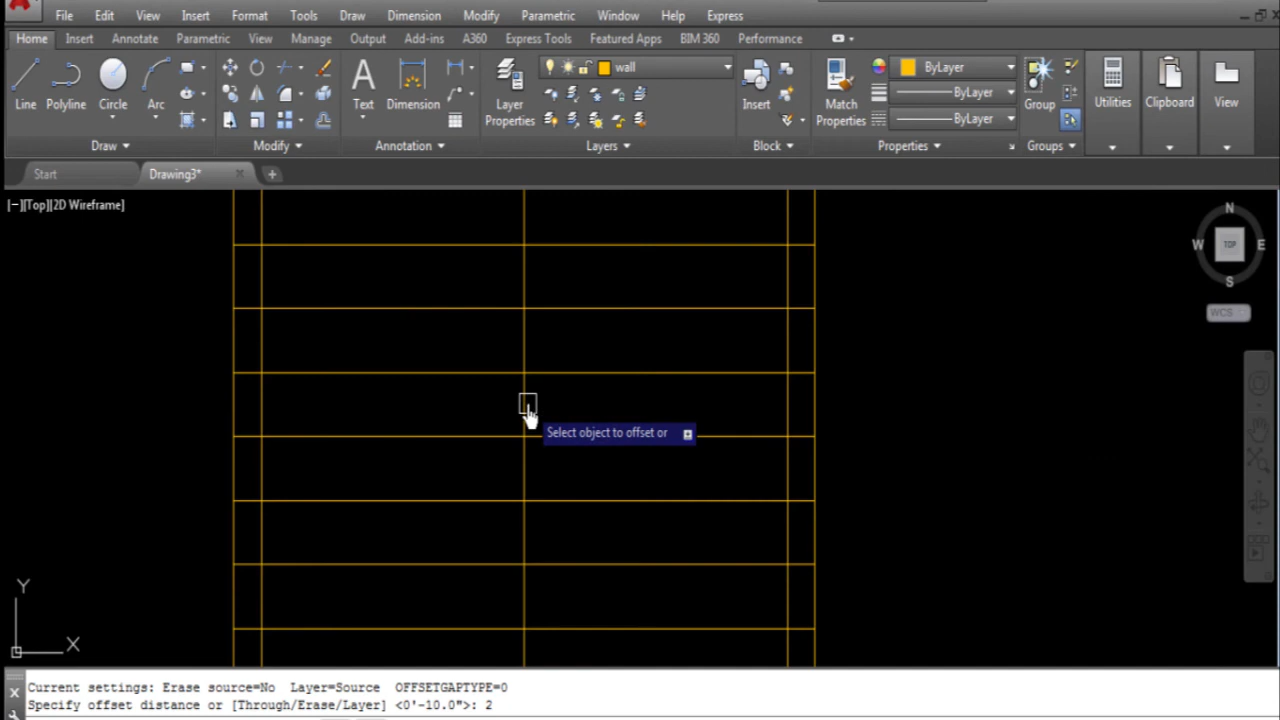 File Edit View Insert Format Tools Draw Dimension Modify Parametric Window Help Express
Home Insert Annotate Parametric View Manage Output Add-ins A360 Express Tools Featured Apps BIM 360 Performance
wall
ByLayer
ByLayer
ByLayer
Line Polyline Circle Arc
Text Dimension
Layer Properties
Insert
Match Properties
Group
Utilities
Clipboard
View
Draw Modify Annotation Layers Block Properties Groups
Start Drawing3*
[−][Top][2D Wireframe]
N
W TOP E
S
WCS
Select object to offset or
Y
X
Current settings: Erase source=No Layer=Source OFFSETGAPTYPE=0
Specify offset distance or [Through/Erase/Layer] <0'-10.0">: 2